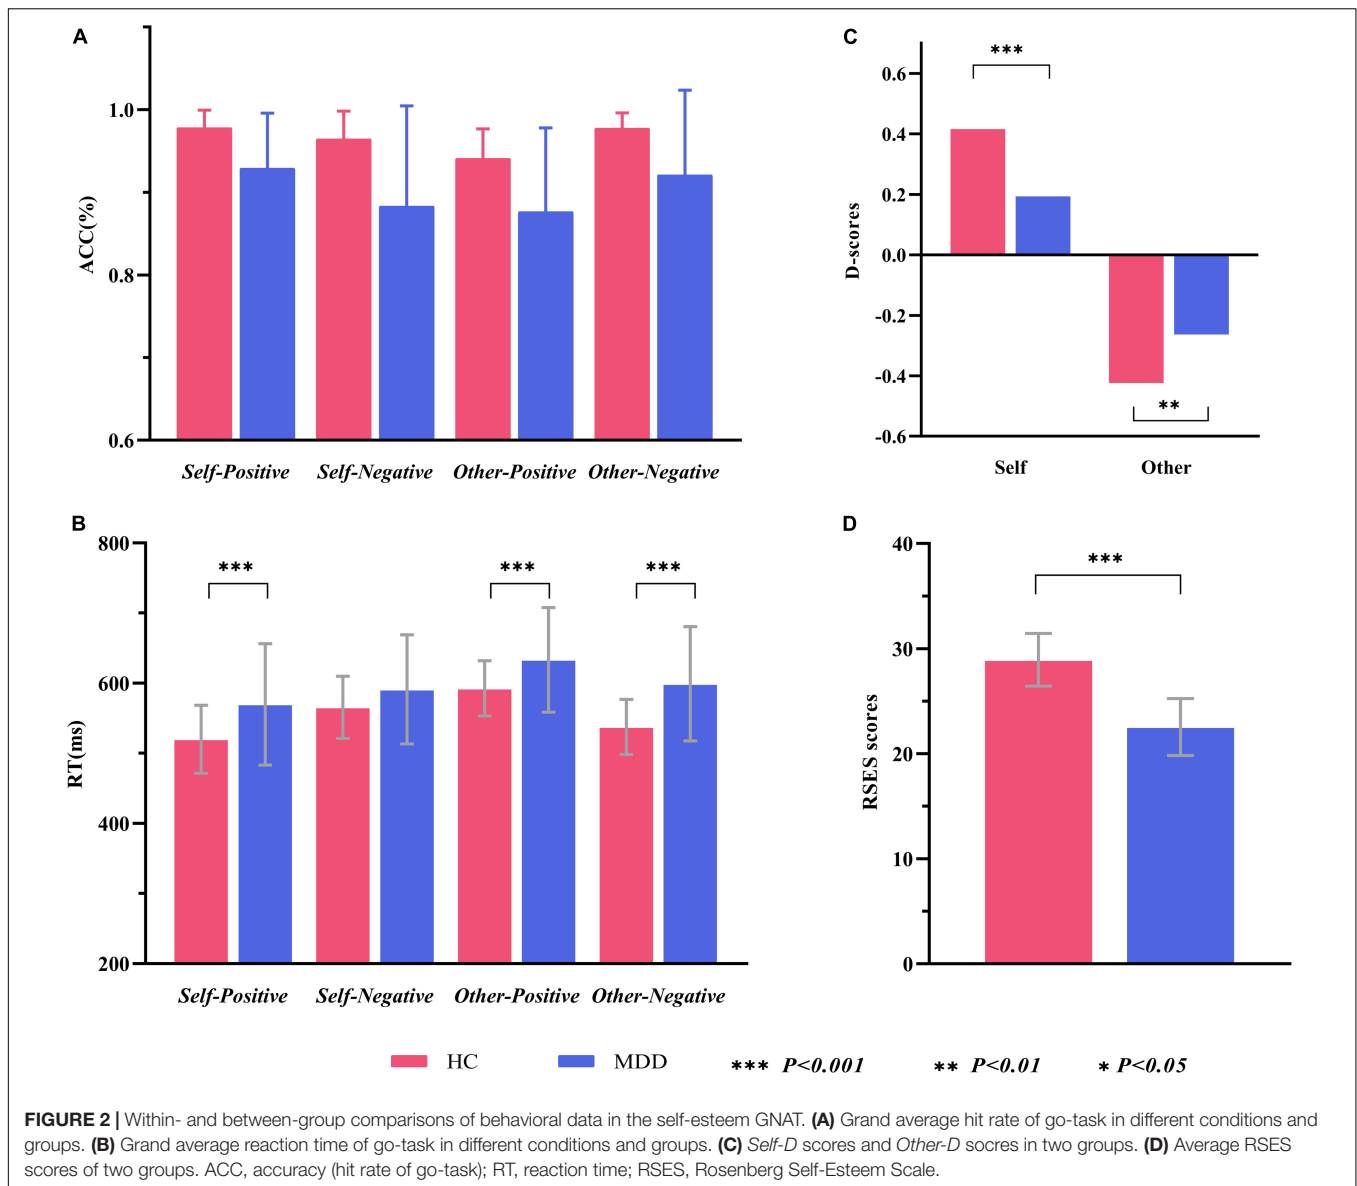 A
ACC(%)
1.0
0.8
0.6
Self-Positive Self-Negative Other-Positive Other-Negative
C
D-scores
***
0.6
0.4
0.2
0.0
-0.2
-0.4
-0.6
**
Self Other
B
RT(ms)
800
600
400
200
*** *** ***
Self-Positive Self-Negative Other-Positive Other-Negative
D
RSES scores
40
30
20
10
0
***
HC MDD *** P<0.001 ** P<0.01 * P<0.05
FIGURE 2 | Within- and between-group comparisons of behavioral data in the self-esteem GNAT. (A) Grand average hit rate of go-task in different conditions and
groups. (B) Grand average reaction time of go-task in different conditions and groups. (C) Self-D scores and Other-D socres in two groups. (D) Average RSES
scores of two groups. ACC, accuracy (hit rate of go-task); RT, reaction time; RSES, Rosenberg Self-Esteem Scale.